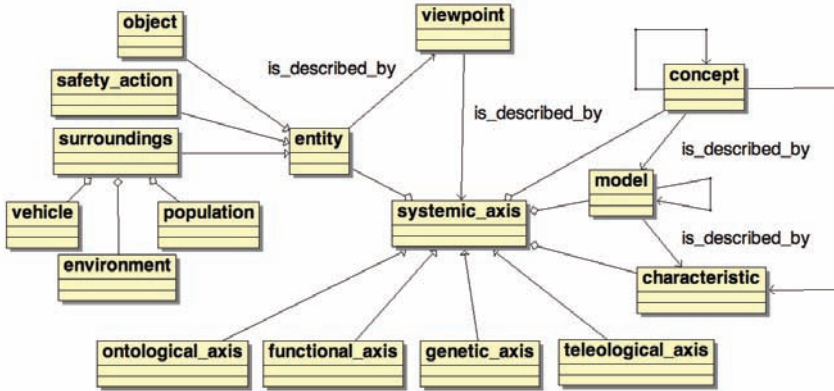 object
viewpoint
is_described_by
concept
safety_action
surroundings
entity
is_described_by
is_described_by
model
vehicle
population
systemic_axis
is_described_by
environment
characteristic
ontological_axis
functional_axis
genetic_axis
teleological_axis